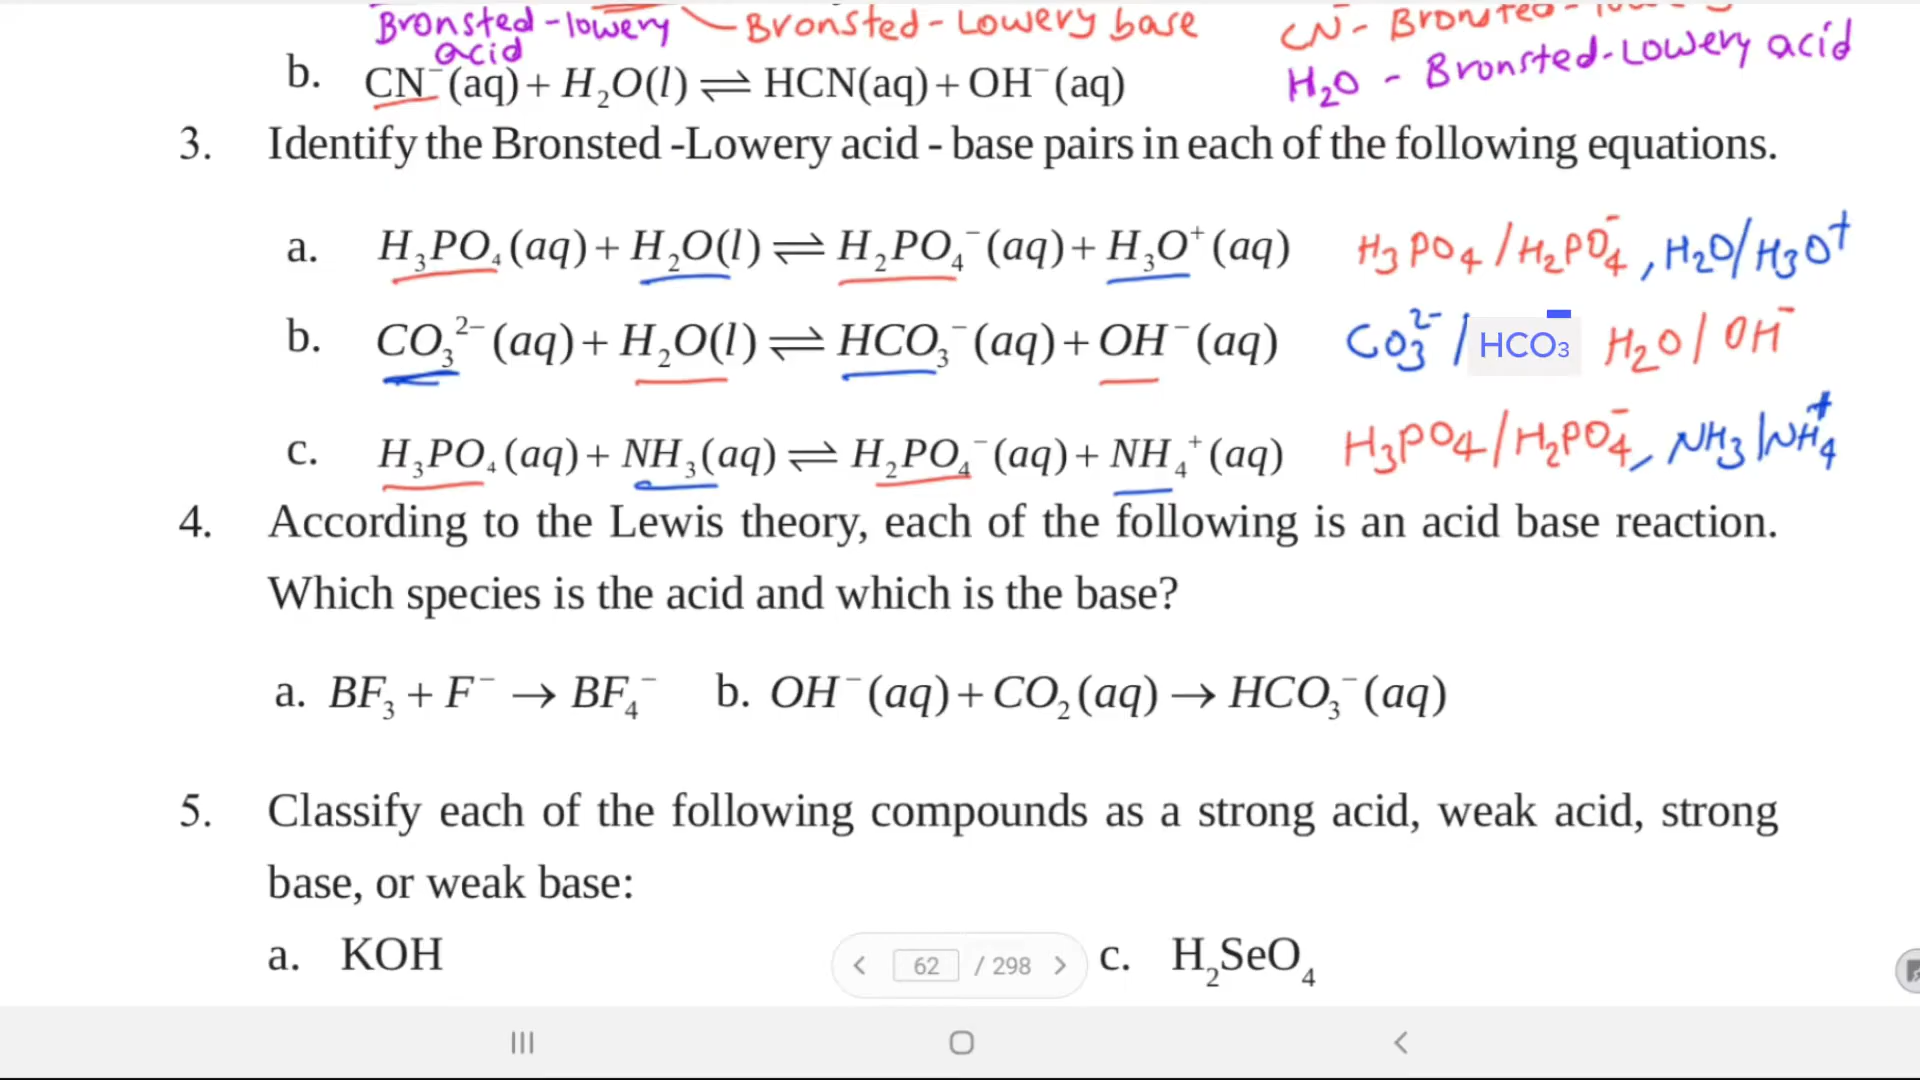 Bronsted-lowery Bronsted-Lowery base CN⁻-
acid H₂O - Bronsted-Lowery acid
b. CN⁻(aq) + H₂O(l) ⇌ HCN(aq) + OH⁻(aq)
3. Identify the Bronsted -Lowery acid - base pairs in each of the following equations.
a. H₃PO₄(aq) + H₂O(l) ⇌ H₂PO₄⁻(aq) + H₃O⁺(aq) H₃PO₄/H₂PO₄⁻, H₂O/H₃O⁺
b. CO₃²⁻(aq) + H₂O(l) ⇌ HCO₃⁻(aq) + OH⁻(aq) CO₃²⁻/ HCO₃⁻ H₂O/OH⁻
c. H₃PO₄(aq) + NH₃(aq) ⇌ H₂PO₄⁻(aq) + NH₄⁺(aq) H₃PO₄/H₂PO₄⁻, NH₃/NH₄⁺
4. According to the Lewis theory, each of the following is an acid base reaction.
Which species is the acid and which is the base?
a. BF₃ + F⁻ → BF₄⁻ b. OH⁻(aq) + CO₂(aq) → HCO₃⁻(aq)
5. Classify each of the following compounds as a strong acid, weak acid, strong
base, or weak base:
a. KOH c. H₂SeO₄
62 / 298